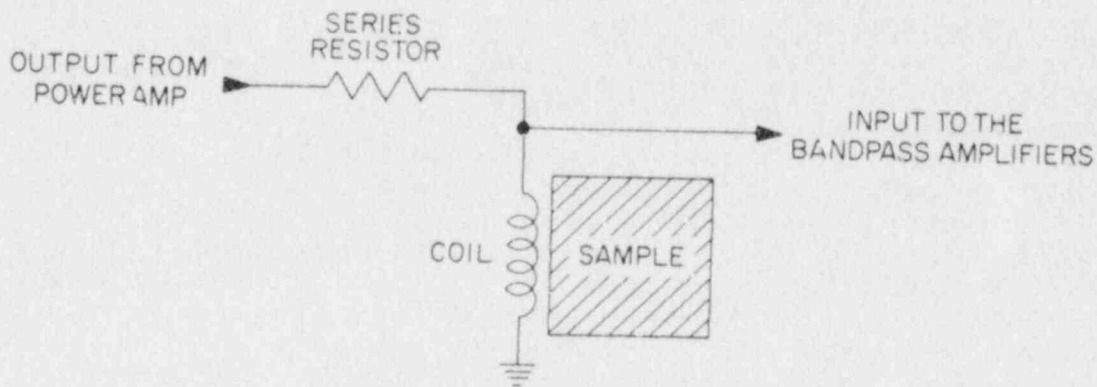 SERIES
RESISTOR
OUTPUT FROM
POWER AMP
INPUT TO THE
BANDPASS AMPLIFIERS
COIL
SAMPLE